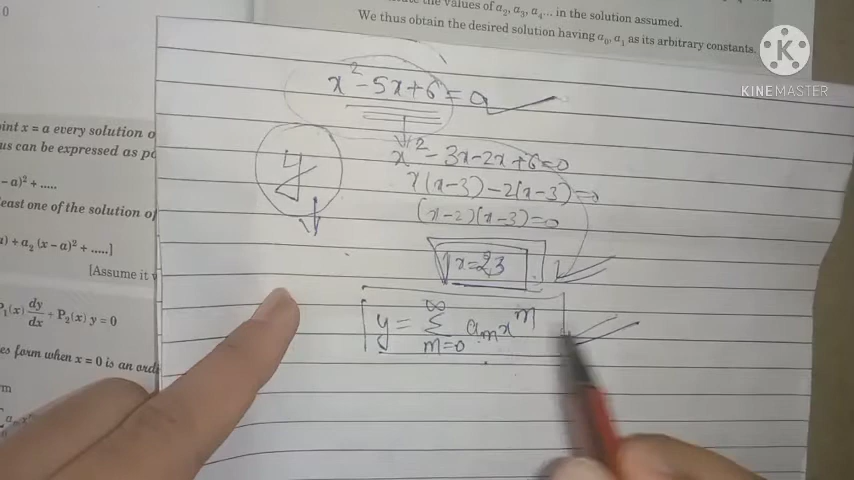 the values of a₂, a₃, a₄... in the solution assumed.
We thus obtain the desired solution having a₀, a₁ as its arbitrary constants.
KINEMASTER
0
x² - 5x + 6 = 0
x² - 3x - 2x + 6 = 0
x(x-3) - 2(x-3) = 0
(x-2)(x-3) = 0
x = 2,3
y
y = ∑ aₘxᵐ
∞
m=0
x = a every solution o
us can be expressed as po
- a)² + .....
east one of the solution of
) + a₂ (x - a)² + .....]
[Assume it
P₁(x) dy/dx + P₂(x) y = 0
es form when x = 0 is an ord